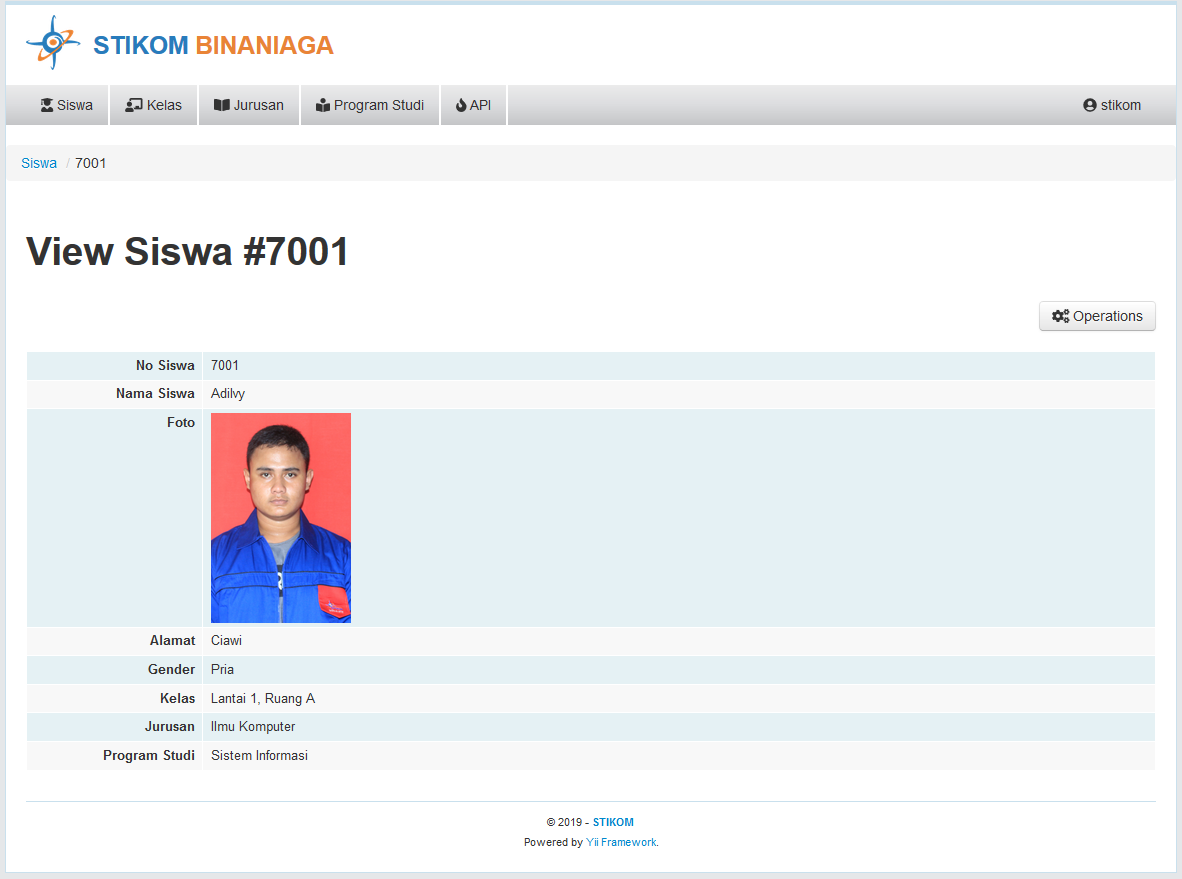 STIKOM BINANIAGA
Siswa Kelas Jurusan Program Studi API stikom
Siswa / 7001
View Siswa #7001
Operations
No Siswa 7001
Nama Siswa Adilvy
Foto
Alamat Ciawi
Gender Pria
Kelas Lantai 1, Ruang A
Jurusan Ilmu Komputer
Program Studi Sistem Informasi
© 2019 - STIKOM
Powered by Yii Framework.